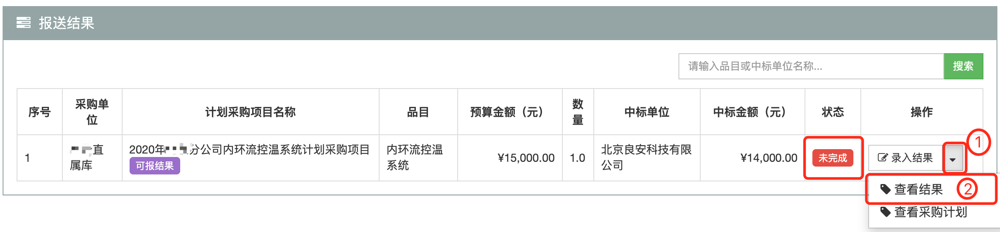 报送结果
请输入品目或中标单位名称...
搜索
序号
采购单
位
计划采购项目名称
品目
预算金额（元）
数
量
中标单位
中标金额（元）
状态
操作
1
直
属库
2020年
分公司内环流控温系统计划采购项目
可报结果
内环流控温
系统
¥15,000.00
1.0
北京良安科技有限
公司
¥14,000.00
未完成
录入结果
1
查看结果
2
查看采购计划